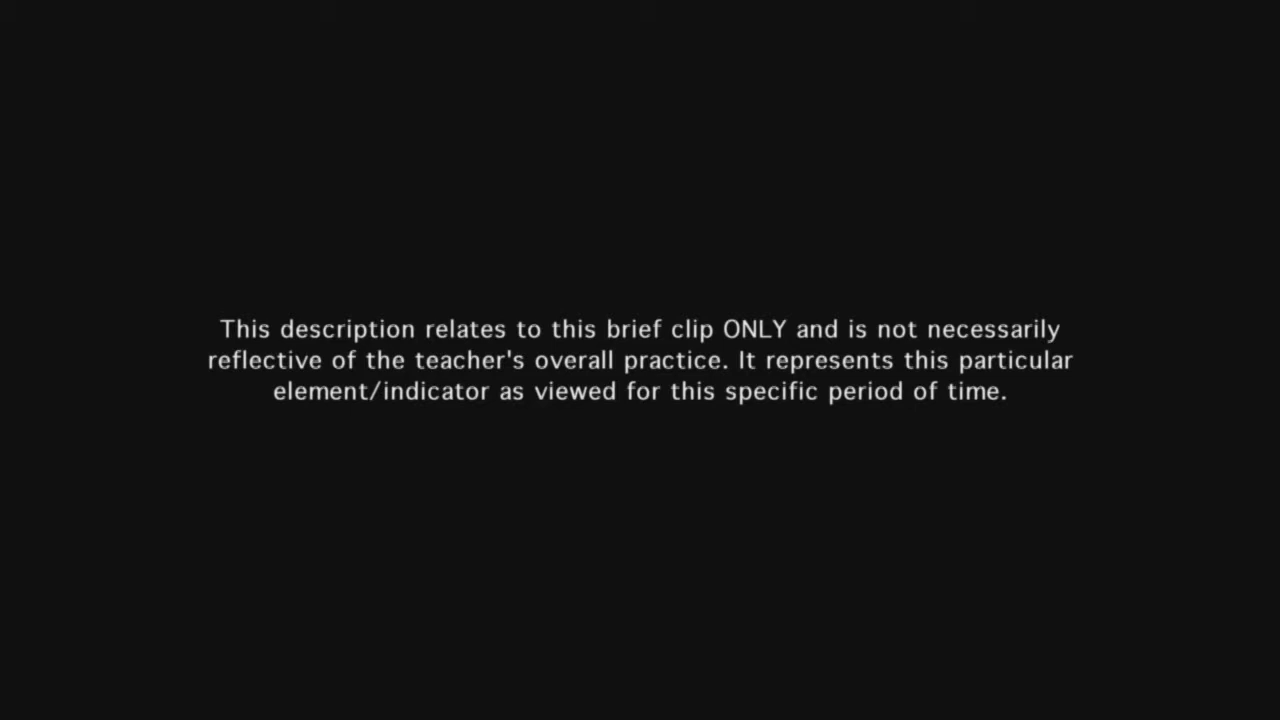 This description relates to this brief clip ONLY and is not necessarily
reflective of the teacher's overall practice. It represents this particular
element/indicator as viewed for this specific period of time.